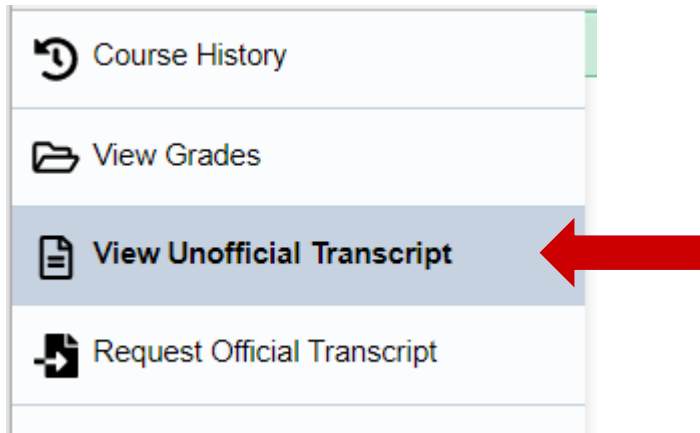 Course History
View Grades
View Unofficial Transcript
Request Official Transcript